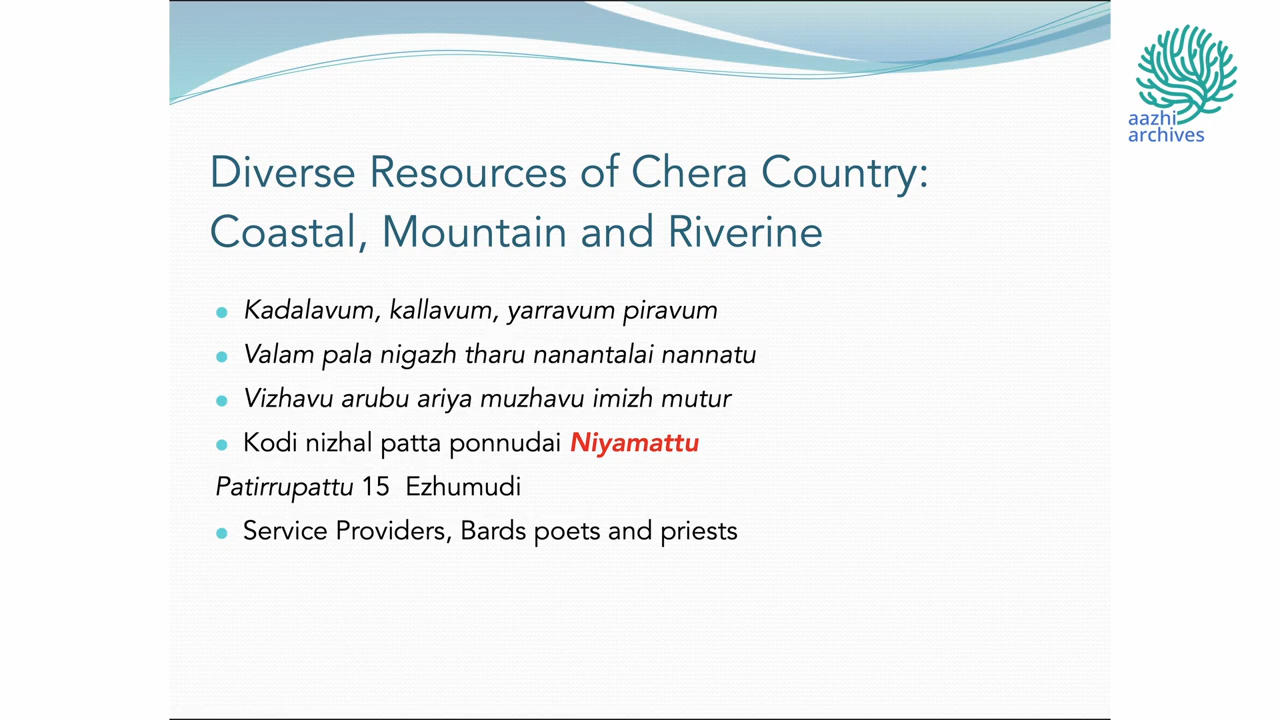 aazhi
archives
Diverse Resources of Chera Country:
Coastal, Mountain and Riverine
Kadalavum, kallavum, yarravum piravum
Valam pala nigazh tharu nanantalai nannatu
Vizhavu arubu ariya muzhavu imizh mutur
Kodi nizhal patta ponnudai Niyamattu
Patirrupattu 15 Ezhumudi
Service Providers, Bards poets and priests